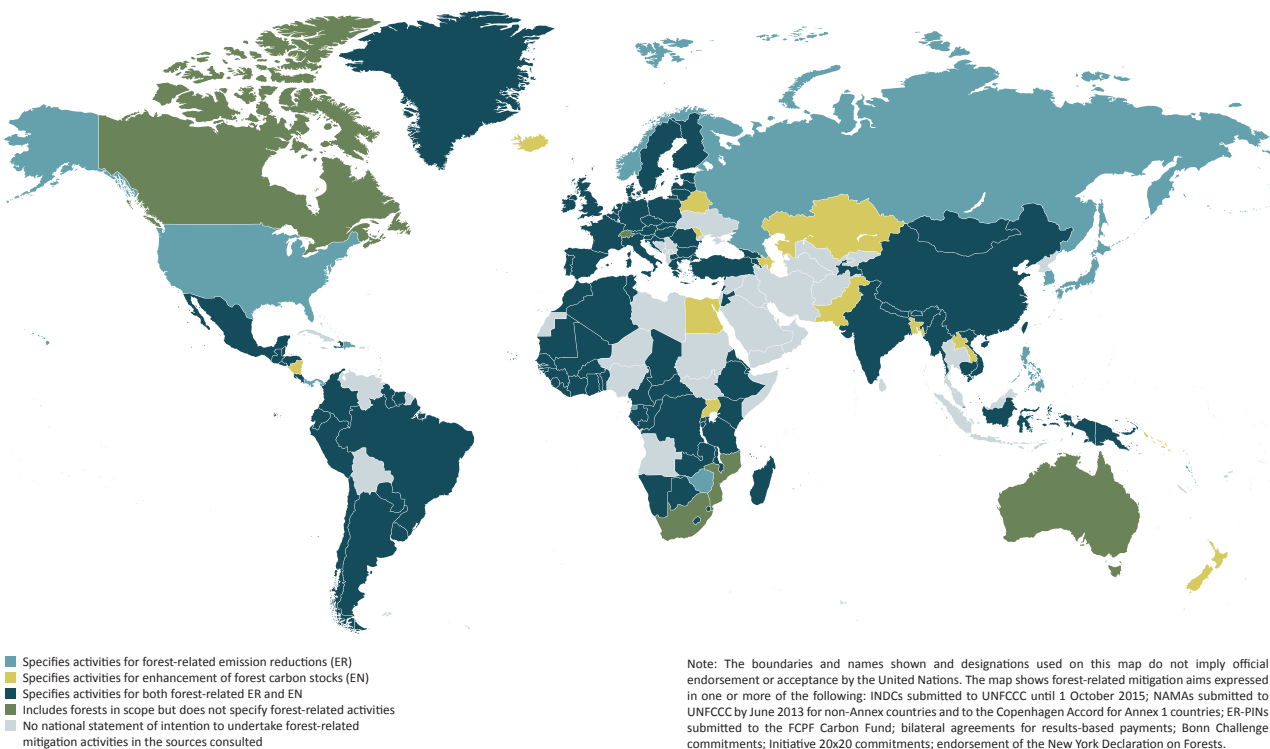 Specifies activities for forest-related emission reductions (ER)
Specifies activities for enhancement of forest carbon stocks (EN)
Specifies activities for both forest-related ER and EN
Includes forests in scope but does not specify forest-related activities
No national statement of intention to undertake forest-related
mitigation activities in the sources consulted
Note: The boundaries and names shown and designations used on this map do not imply official
endorsement or acceptance by the United Nations. The map shows forest-related mitigation aims expressed
in one or more of the following: INDCs submitted to UNFCCC until 1 October 2015; NAMAs submitted to
UNFCCC by June 2013 for non-Annex countries and to the Copenhagen Accord for Annex 1 countries; ER-PINs
submitted to the FCPF Carbon Fund; bilateral agreements for results-based payments; Bonn Challenge
commitments; Initiative 20x20 commitments; endorsement of the New York Declaration on Forests.